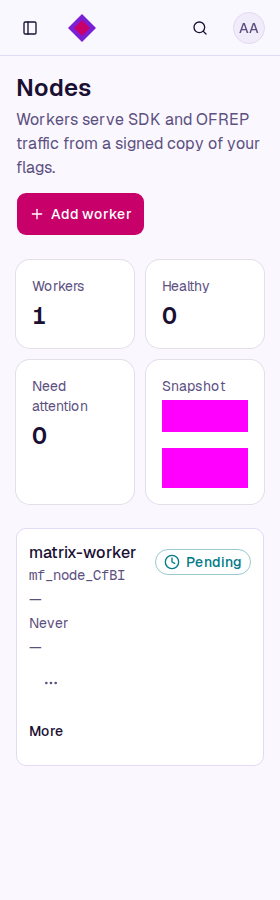 AA
Nodes
Workers serve SDK and OFREP
traffic from a signed copy of your
flags.
+ Add worker
Workers
1
Healthy
0
Need
attention
0
Snapshot
matrix-worker
mf_node_CfBI
Pending
—
Never
—
...
More